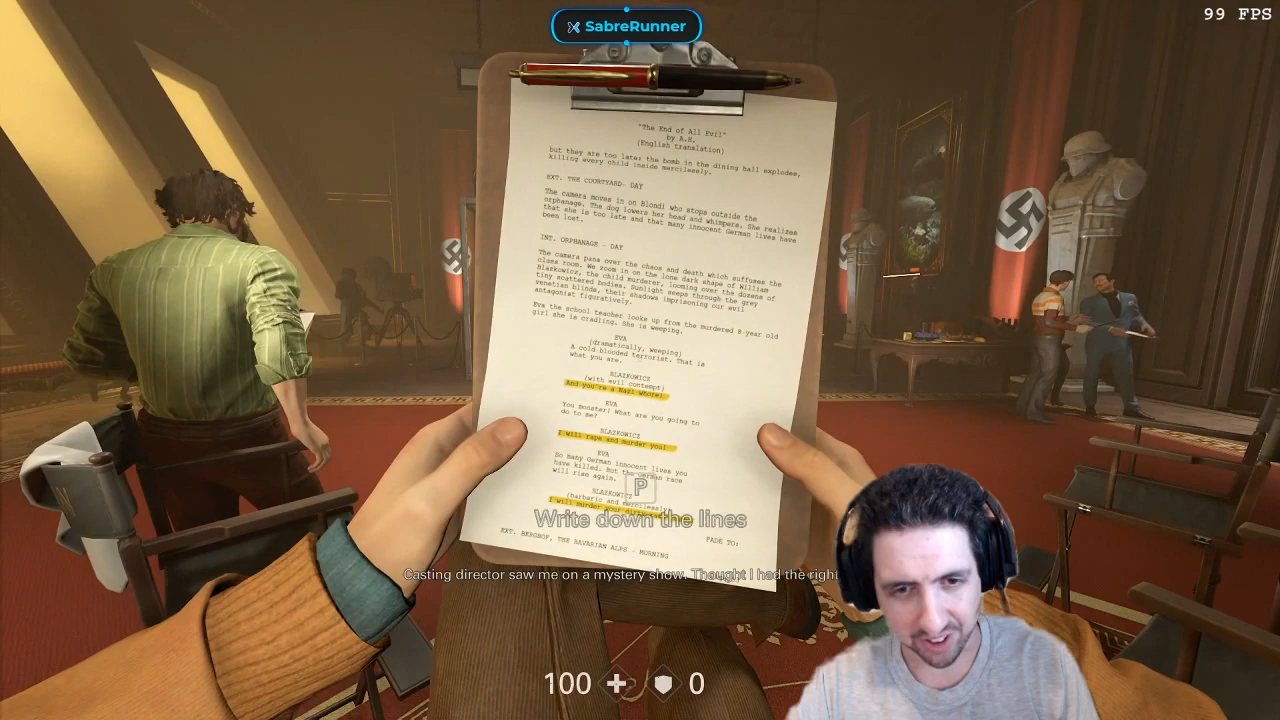 99 FPS
SabreRunner
"The End of All Evil"
by A.H.
(English translation)
but they are too late: the bomb in the dining hall explodes,
killing every child inside mercilessly.
EXT. THE COURTYARD- DAY
The camera moves in on Blondi who stops outside the
orphanage. The dog lowers her head and whimpers. She realizes
that she is too late and that many innocent German lives have
been lost.
INT. ORPHANAGE - DAY
The camera pans over the chaos and death which suffuses the
class room. We zoom in on the lone dark shape of William
Blazkowicz, the child murderer, looming over the dozens of
tiny scattered bodies. Sunlight seeps through the grey
venetian blinds, their shadows imprisoning our evil
antagonist figuratively.
Eva the school teacher looks up from the murdered 8-year old
girl she is cradling. She is weeping.
EVA
(dramatically, weeping)
A cold-blooded terrorist. That is
what you are.
BLAZKOWICZ
(with evil contempt)
And you're a Nazi whore!
EVA
You monster! What are you going to
do to me?
BLAZKOWICZ
I will rape and murder you!
EVA
So many German innocent lives you
have killed. But the German race
will rise again.
P
BLAZKOWICZ
(barbaric and mercilessly)
I will murder your
Write down the lines
FADE TO:
EXT. BERGHOF, THE BAVARIAN ALPS - MORNING
Casting director saw me on a mystery show. Thought I had the right
100
0